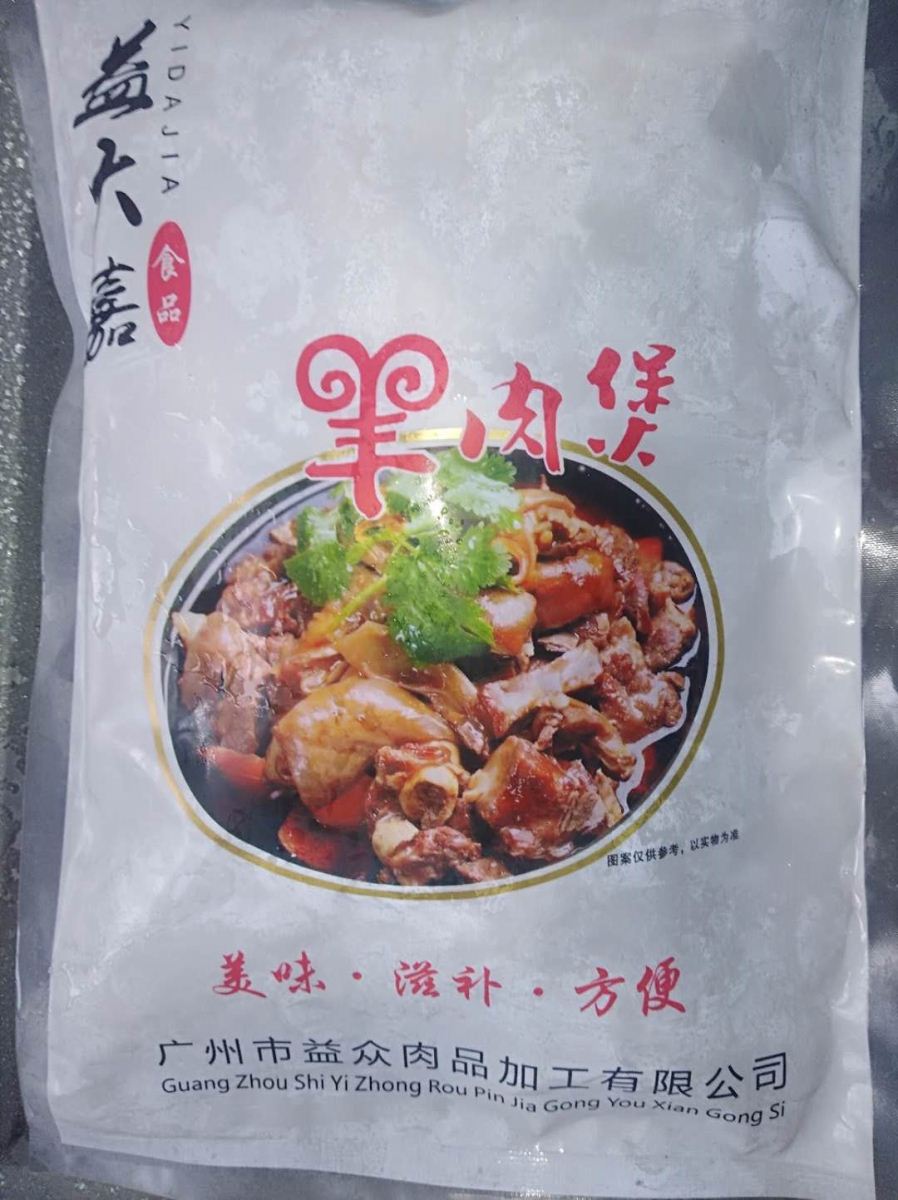 益大嘉
YIDAJIA
食品
羊肉煲
图案仅供参考，以实物为准
美味·滋补·方便
广州市益众肉品加工有限公司
Guang Zhou Shi Yi Zhong Rou Pin Jia Gong You Xian Gong Si